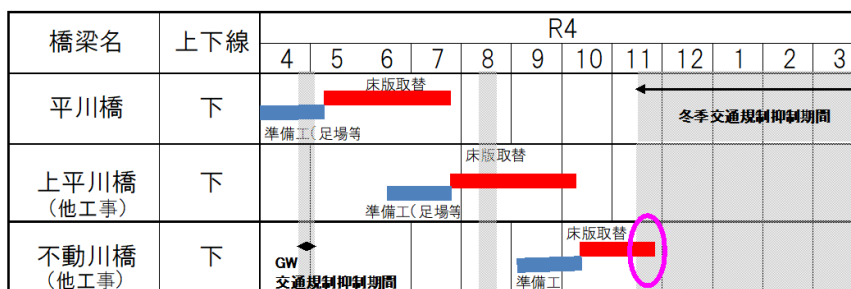 橋梁名 上下線 R4
4 5 6 7 8 9 10 11 12 1 2 3
床版取替
平川橋 下
冬季交通規制抑制期間
準備工(足場等
床版取替
上平川橋 下
(他工事)
準備工(足場等
床版取替
不動川橋 下
GW
(他工事)
交通規制抑制期間
準備工